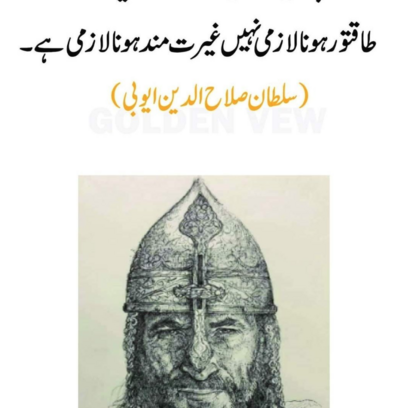 طاقتور ہونا لازمی نہیں غیرت مند ہونا لازمی ہے۔
(سلطان صلاح الدین ایوبی)
GOLDEN VEW